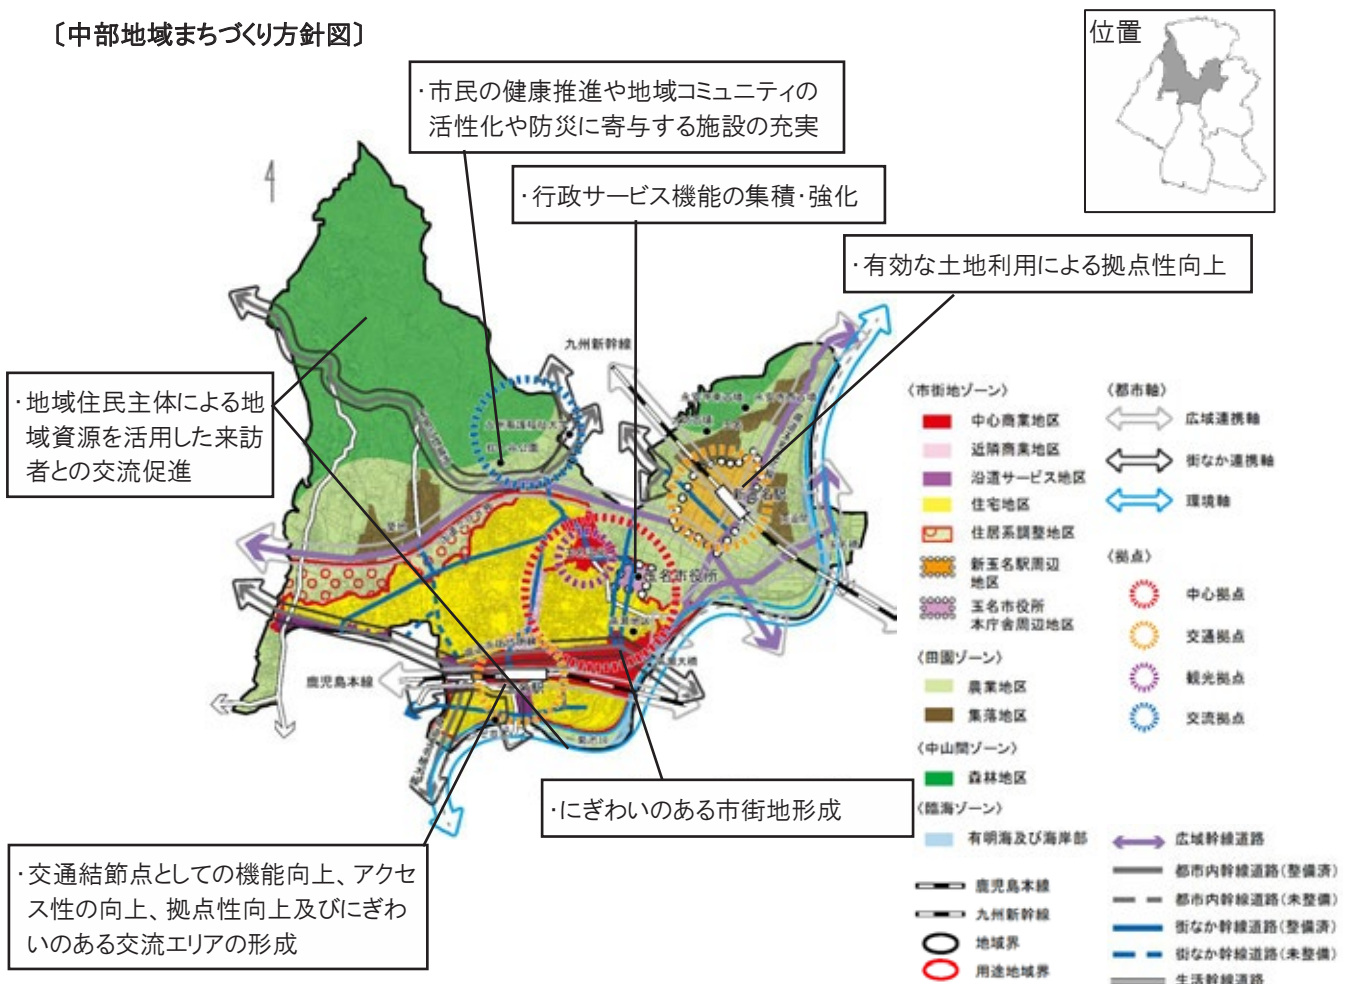 〔中部地域まちづくり方針図〕
位置
・市民の健康推進や地域コミュニティの
活性化や防災に寄与する施設の充実
・行政サービス機能の集積・強化
・有効な土地利用による拠点性向上
九州新幹線
・地域住民主体による地
域資源を活用した来訪
者との交流促進
新玉名駅
玉名市役所
鹿児島本線
・にぎわいのある市街地形成
・交通結節点としての機能向上、アクセ
ス性の向上、拠点性向上及びにぎわ
いのある交流エリアの形成
〈市街地ゾーン〉
中心商業地区
近隣商業地区
沿道サービス地区
住宅地区
住居系調整地区
新玉名駅周辺
地区
玉名市役所
本庁舎周辺地区
〈田園ゾーン〉
農業地区
集落地区
〈中山間ゾーン〉
森林地区
〈臨海ゾーン〉
有明海及び海岸部
鹿児島本線
九州新幹線
地域界
用途地域界
〈都市軸〉
広域連携軸
街なか連携軸
環境軸
〈拠点〉
中心拠点
交通拠点
観光拠点
交流拠点
広域幹線道路
都市内幹線道路(整備済)
都市内幹線道路(未整備)
街なか幹線道路(整備済)
街なか幹線道路(未整備)
生活幹線道路